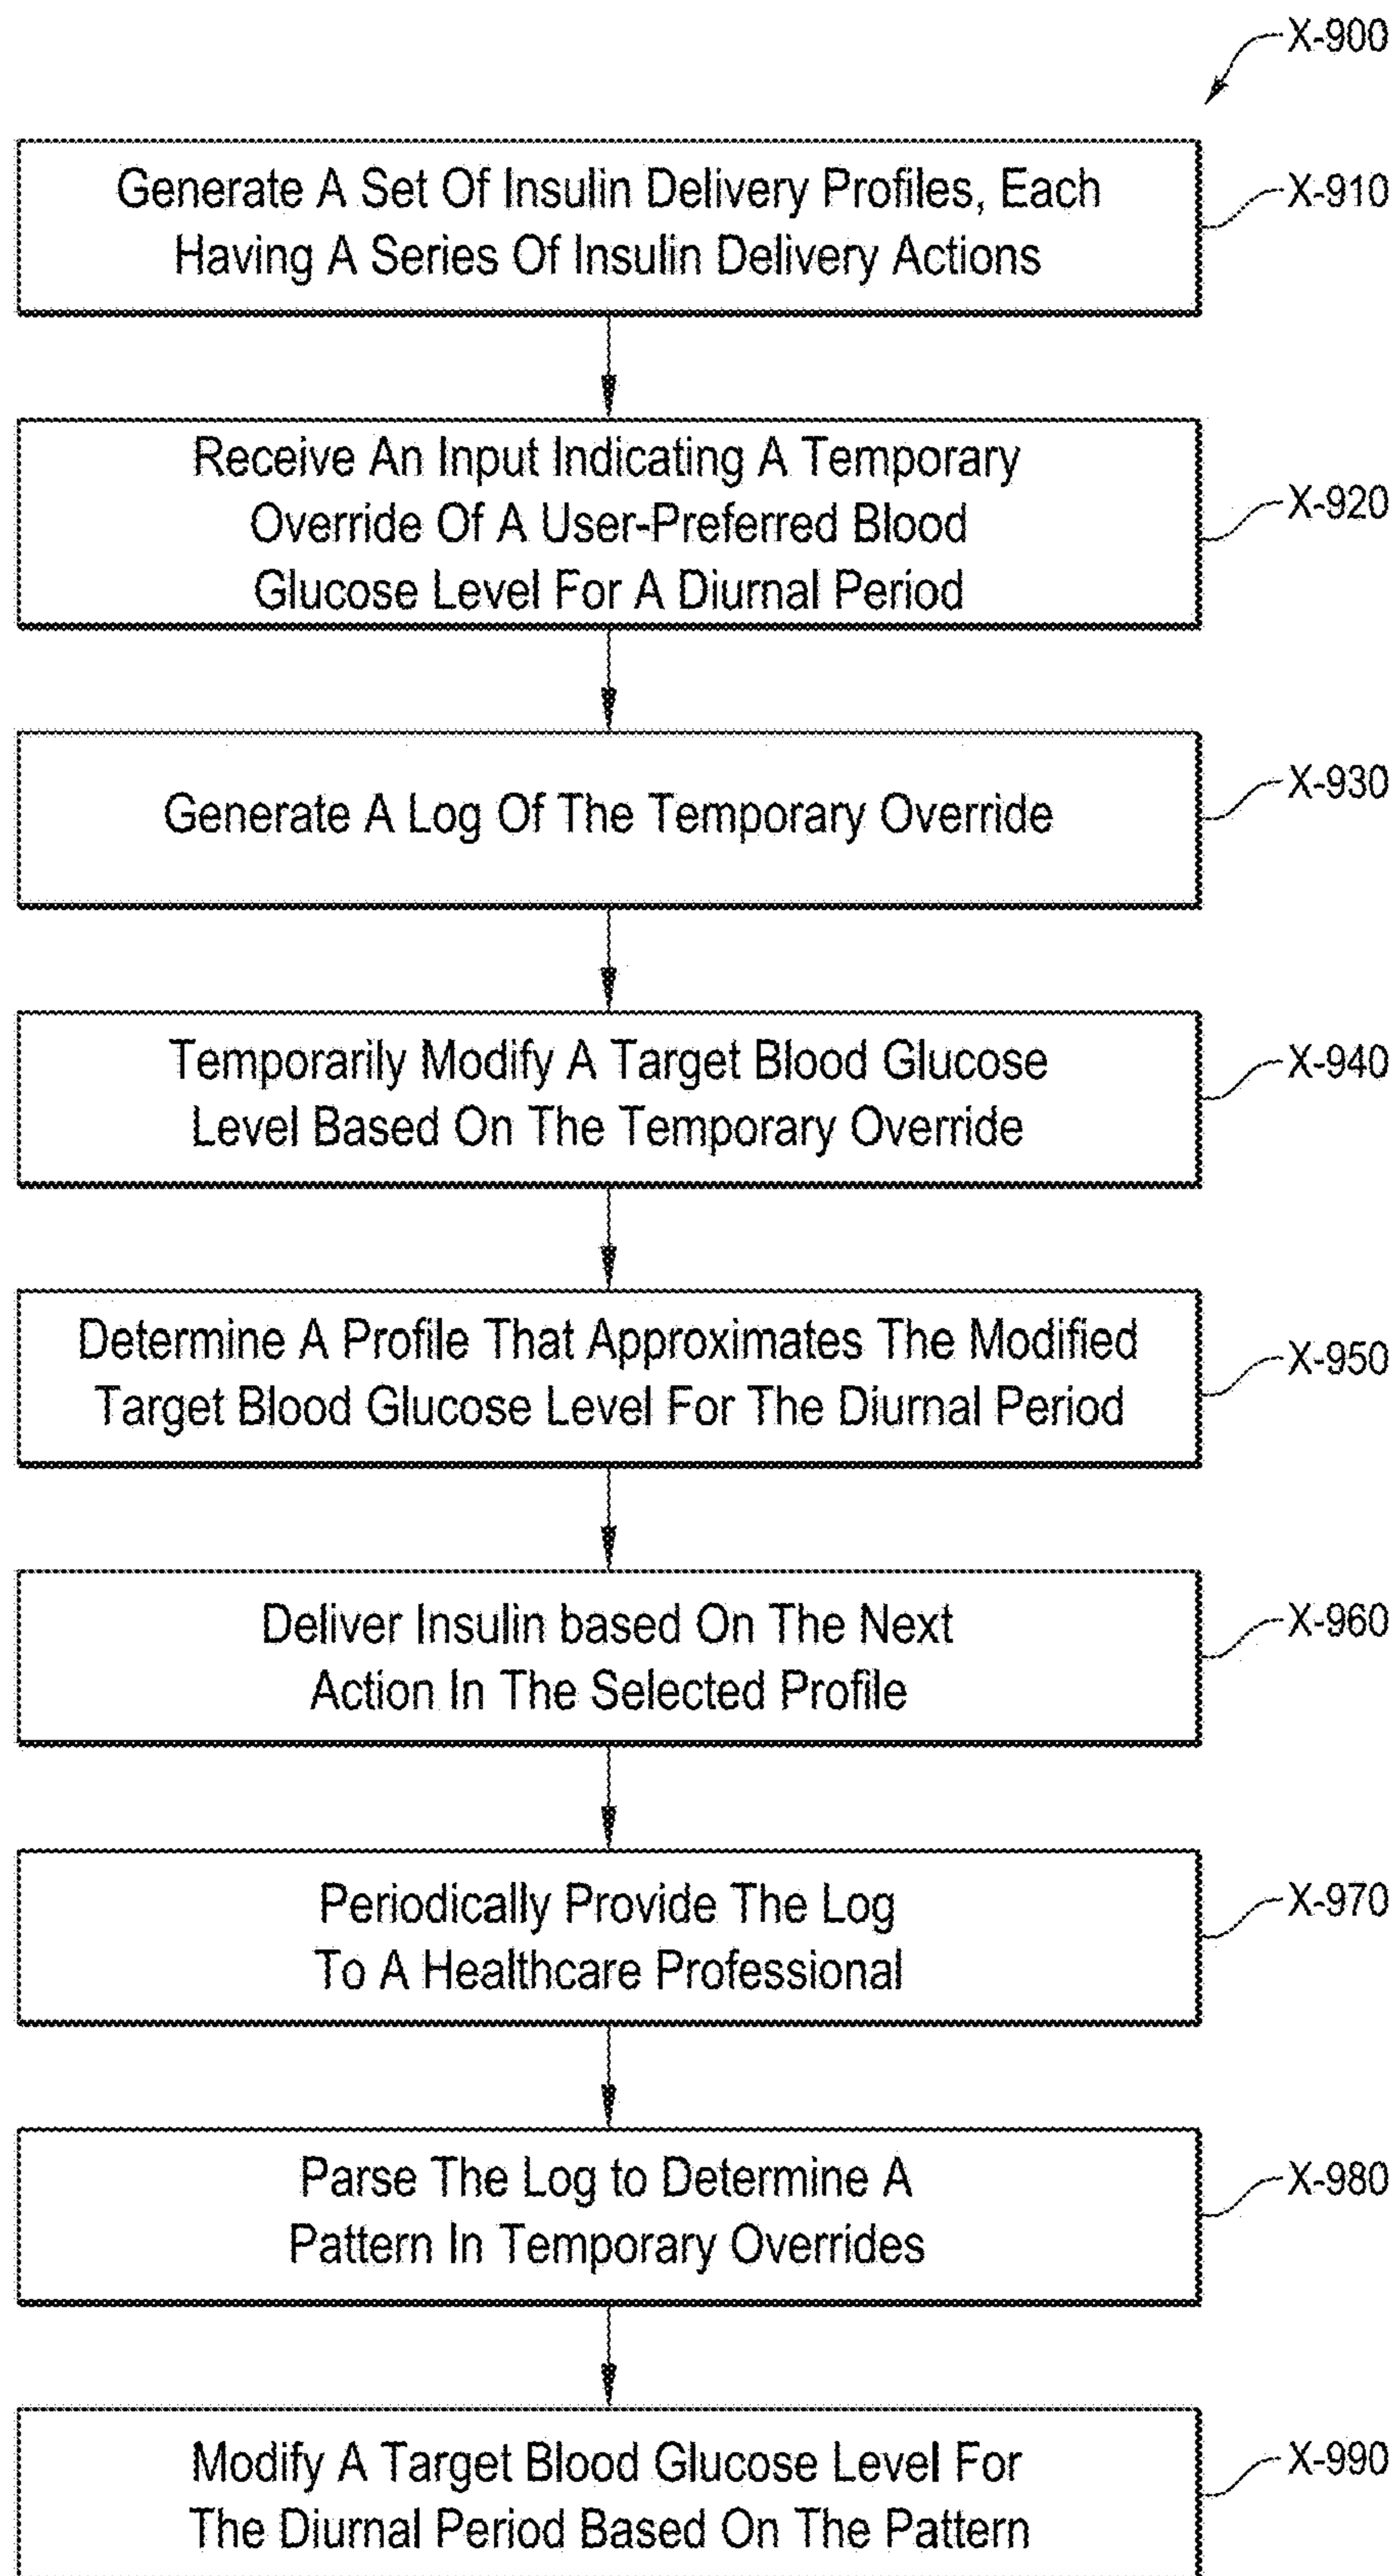 X-900
Generate A Set Of Insulin Delivery Profiles, Each
Having A Series Of Insulin Delivery Actions
X-910
Receive An Input Indicating A Temporary
Override Of A User-Preferred Blood
Glucose Level For A Diurnal Period
X-920
Generate A Log Of The Temporary Override
X-930
Temporarily Modify A Target Blood Glucose
Level Based On The Temporary Override
X-940
Determine A Profile That Approximates The Modified
Target Blood Glucose Level For The Diurnal Period
X-950
Deliver Insulin based On The Next
Action In The Selected Profile
X-960
Periodically Provide The Log
To A Healthcare Professional
X-970
Parse The Log to Determine A
Pattern In Temporary Overrides
X-980
Modify A Target Blood Glucose Level For
The Diurnal Period Based On The Pattern
X-990